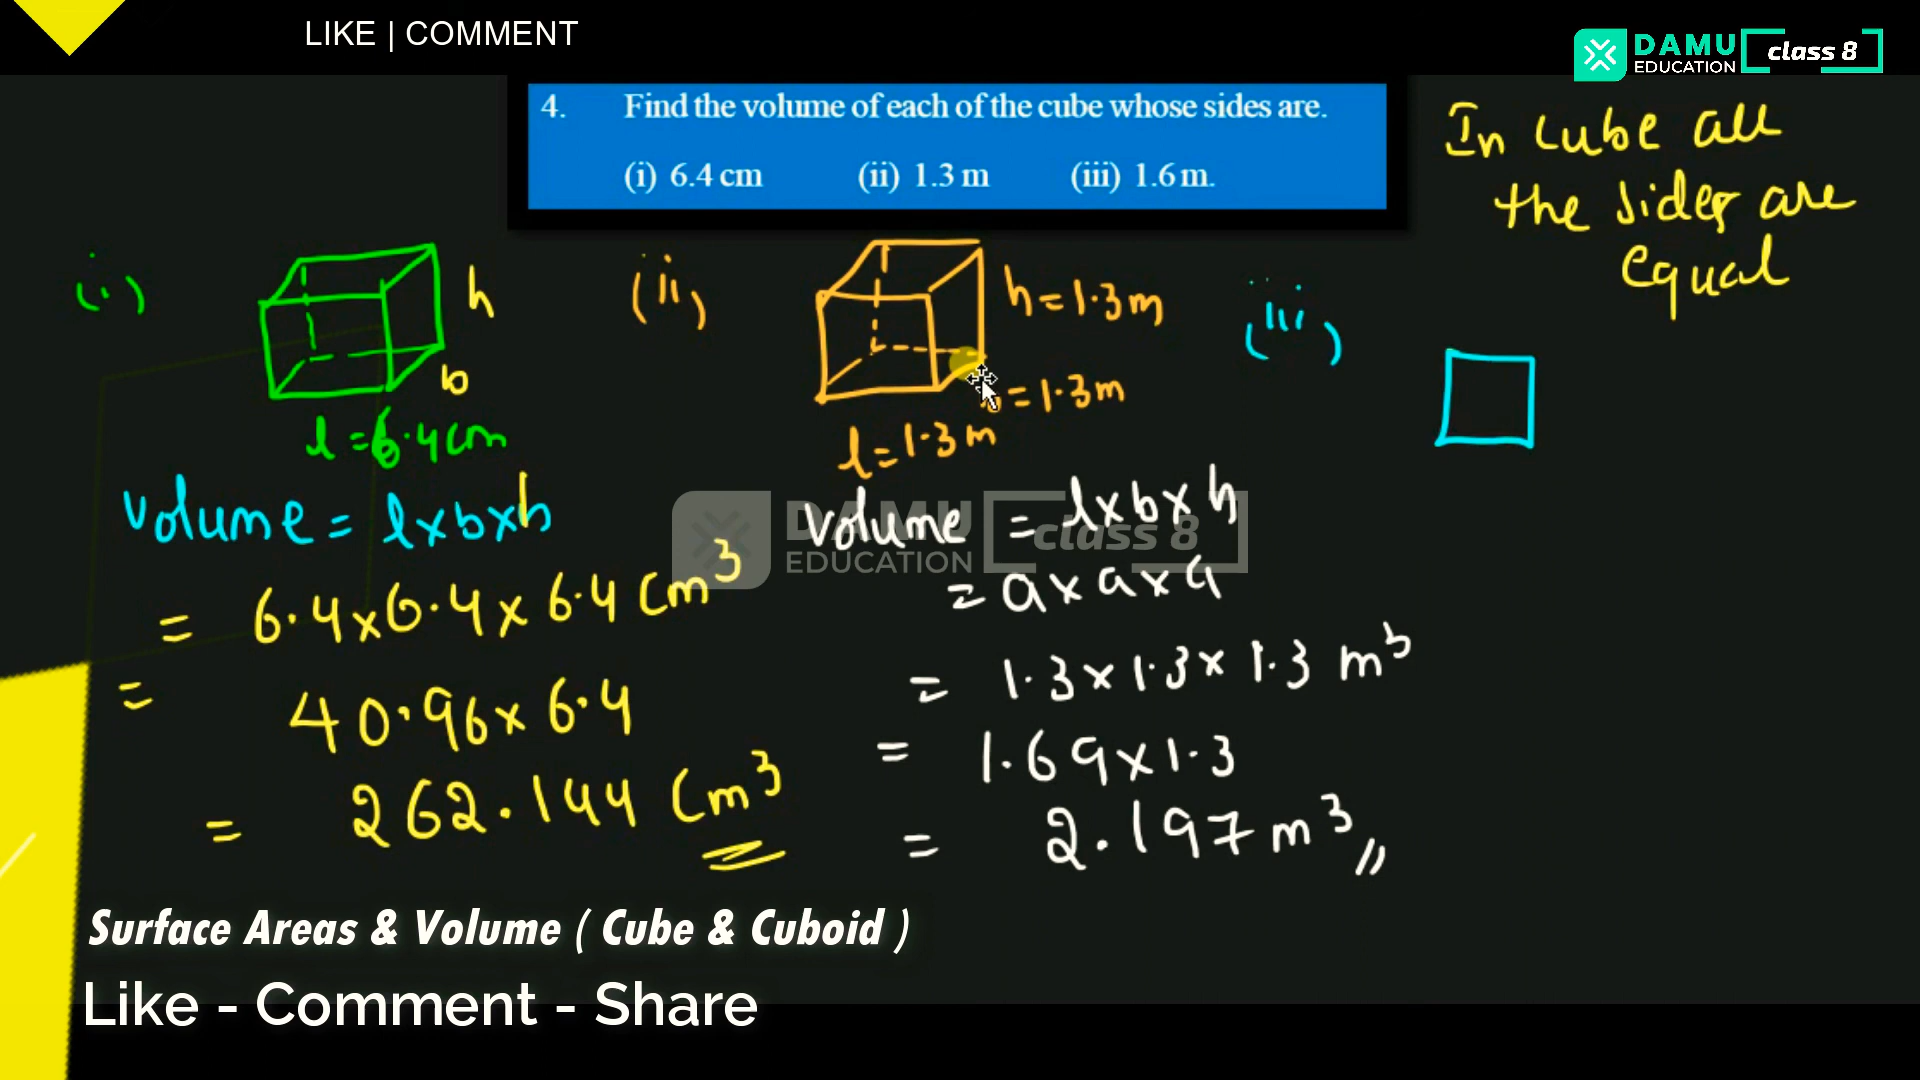 LIKE | COMMENT
DAMU
EDUCATION
class 8
4. Find the volume of each of the cube whose sides are.
(i) 6.4 cm (ii) 1.3 m (iii) 1.6 m.
In cube all
the sides are
equal
(i)
h
b
l = 6.4 cm
volume = l x b x h
= 6.4 x 6.4 x 6.4 cm³
= 40.96 x 6.4
= 262.144 cm³
(ii)
h = 1.3 m
= 1.3 m
l = 1.3 m
volume = l x b x h
= a x a x a
= 1.3 x 1.3 x 1.3 m³
= 1.69 x 1.3
= 2.197 m³
(iii)
DAMU
EDUCATION
class 8
Surface Areas & Volume ( Cube & Cuboid )
Like - Comment - Share